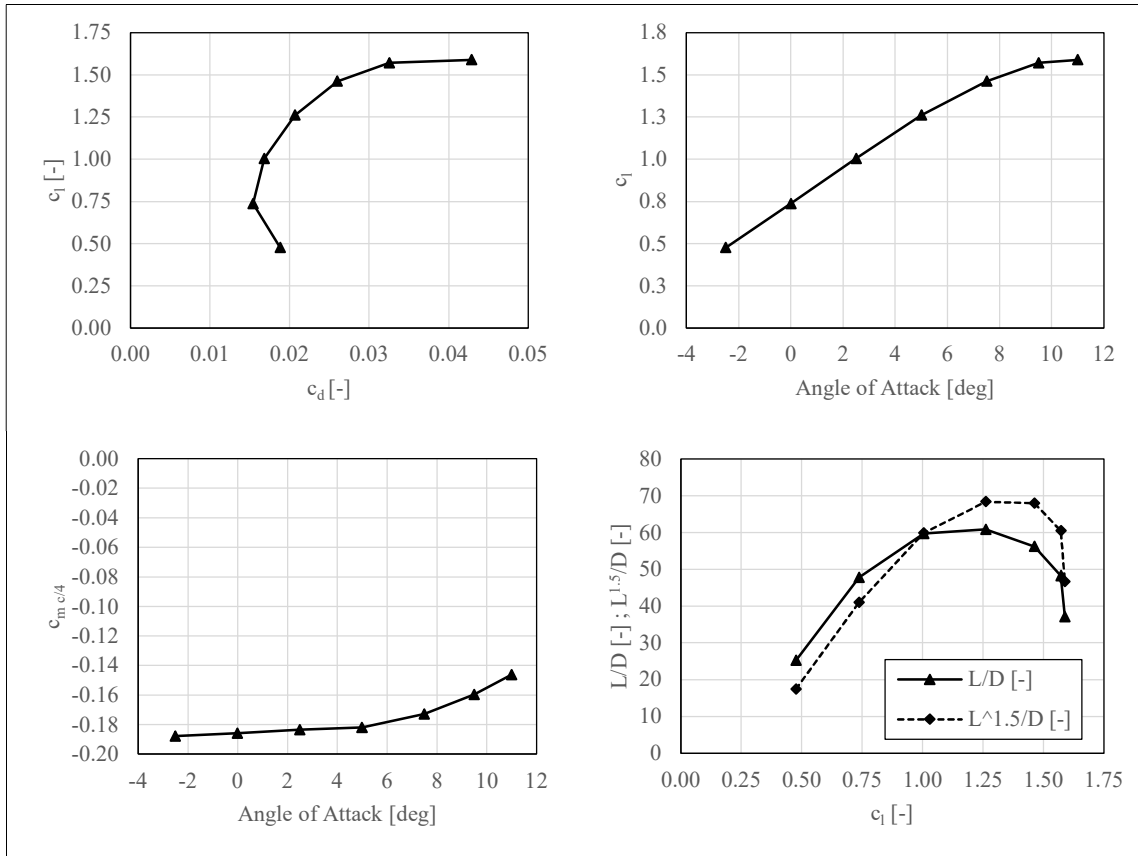 1.75
1.50
1.25
1.00
0.75
0.50
0.25
0.00
c_l [-]
0.00 0.01 0.02 0.03 0.04 0.05
c_d [-]
1.8
1.5
1.3
1.0
0.8
0.5
0.3
0.0
c_l
-4 -2 0 2 4 6 8 10 12
Angle of Attack [deg]
0.00
-0.02
-0.04
-0.06
-0.08
-0.10
-0.12
-0.14
-0.16
-0.18
-0.20
c_m c/4
-4 -2 0 2 4 6 8 10 12
Angle of Attack [deg]
80
70
60
50
40
30
20
10
0
L/D [-] ; L^1.5/D [-]
L/D [-]
L^1.5/D [-]
0.00 0.25 0.50 0.75 1.00 1.25 1.50 1.75
c_l [-]